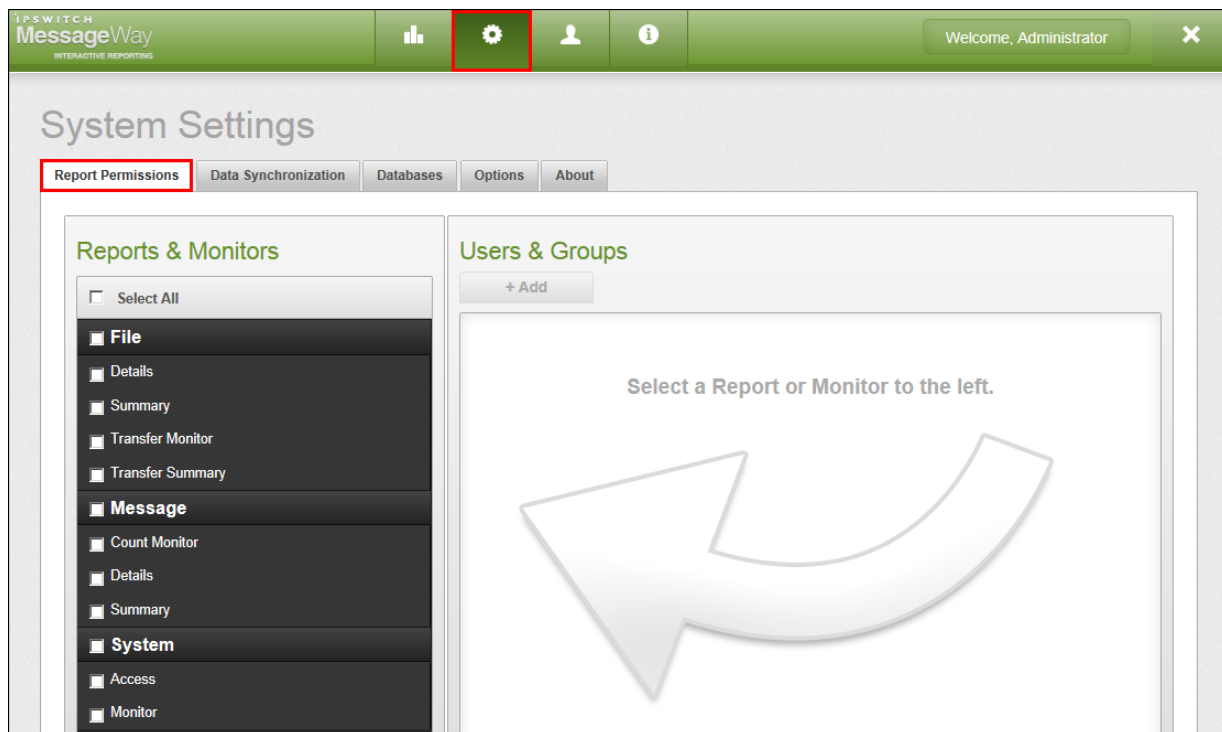 IPSWITCH
MessageWay
INTERACTIVE REPORTING
Welcome, Administrator
System Settings
Report Permissions
Data Synchronization
Databases
Options
About
Reports & Monitors
Select All
File
Details
Summary
Transfer Monitor
Transfer Summary
Message
Count Monitor
Details
Summary
System
Access
Monitor
Users & Groups
+ Add
Select a Report or Monitor to the left.